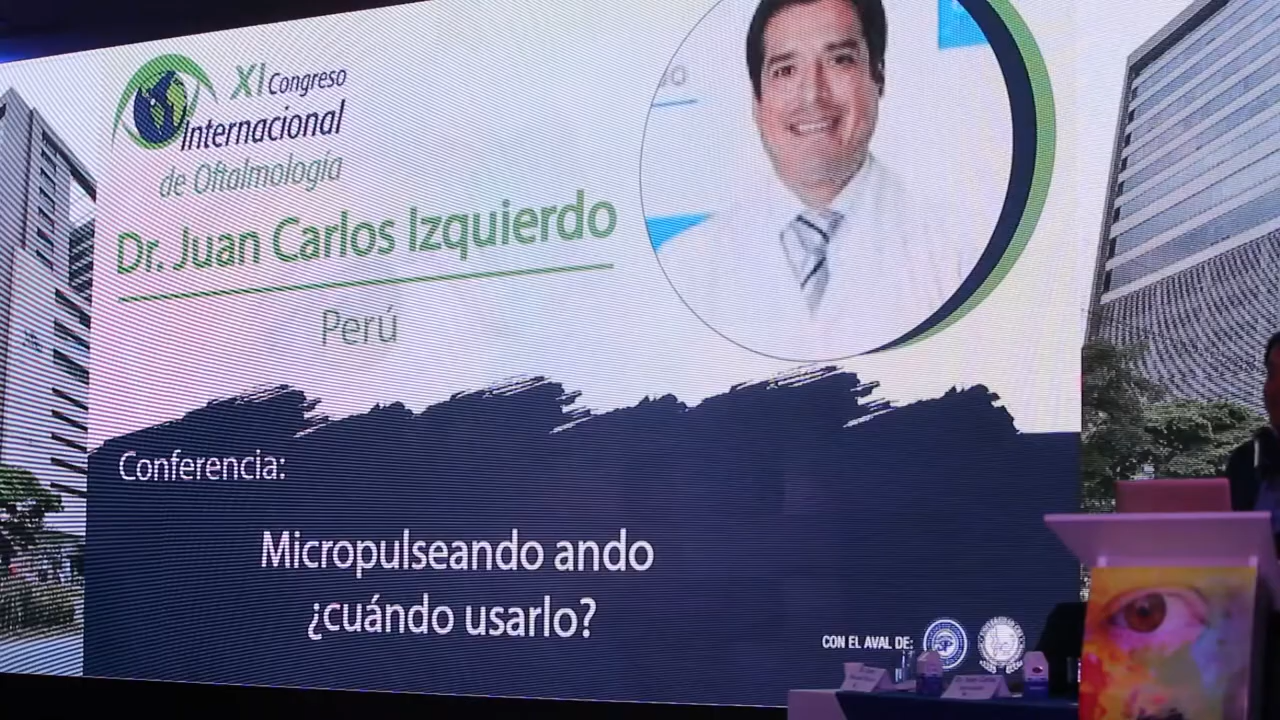 XI Congreso
Internacional
de Oftalmología
Dr. Juan Carlos Izquierdo
Perú
Conferencia:
Micropulseando ando
¿cuándo usarlo?
CON EL AVAL DE: